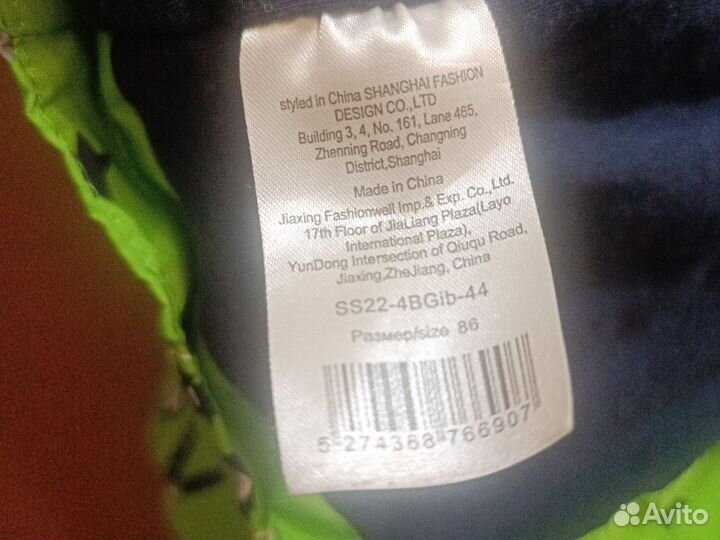 styled in China SHANGHAI FASHION
DESIGN CO.,LTD
Building 3, 4, No. 161, Lane 465,
Zhenning Road, Changning
District,Shanghai
Made in China
Jiaxing Fashionwell Imp.& Exp. Co.,Ltd.
17th Floor of JiaLiang Plaza(Layo
International Plaza),
YunDong Intersection of Qiuqu Road,
Jiaxing,ZheJiang, China
SS22-4BGIb-44
Размер/size 86
5 274368 766907
Avito